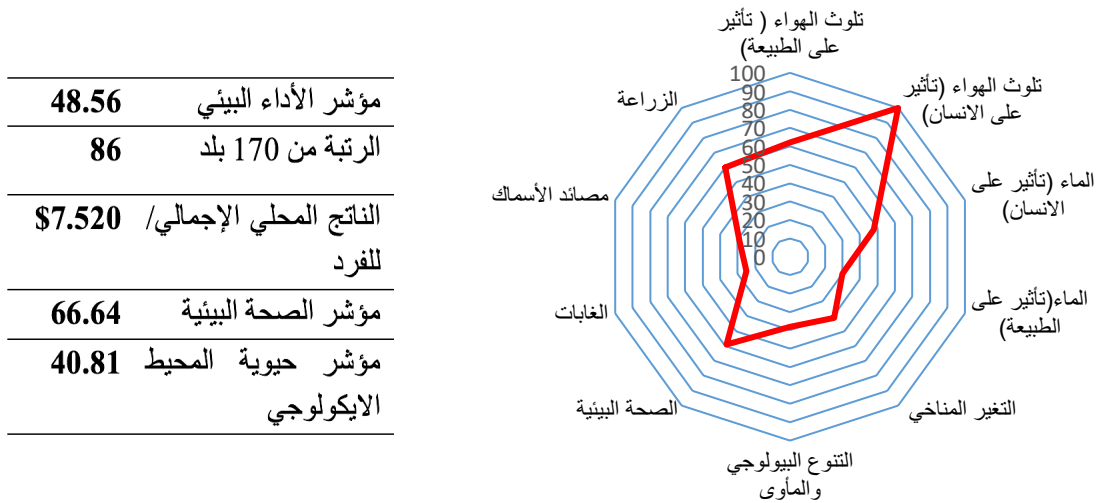 مؤشر الأداء البيئي 48.56
الرتبة من 170 بلد 86
الناتج المحلي الإجمالي/ $7.520
للفرد
مؤشر الصحة البيئية 66.64
مؤشر حيوية المحيط 40.81
الايكولوجي
تلوث الهواء ( تأثير
على الطبيعة)
تلوث الهواء (تأثير
على الانسان)
الماء (تأثير على
الانسان)
الماء(تأثير على
الطبيعة)
التغير المناخي
التنوع البيولوجي
والمأوى
الصحة البيئية
الغابات
مصائد الأسماك
الزراعة
100
90
80
70
60
50
40
30
20
10
0